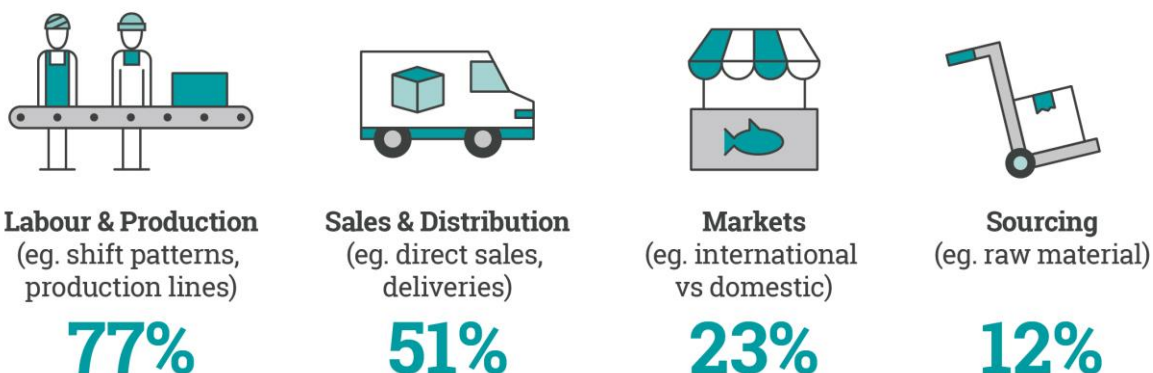 Labour & Production
(eg. shift patterns,
production lines)
77%
Sales & Distribution
(eg. direct sales,
deliveries)
51%
Markets
(eg. international
vs domestic)
23%
Sourcing
(eg. raw material)
12%